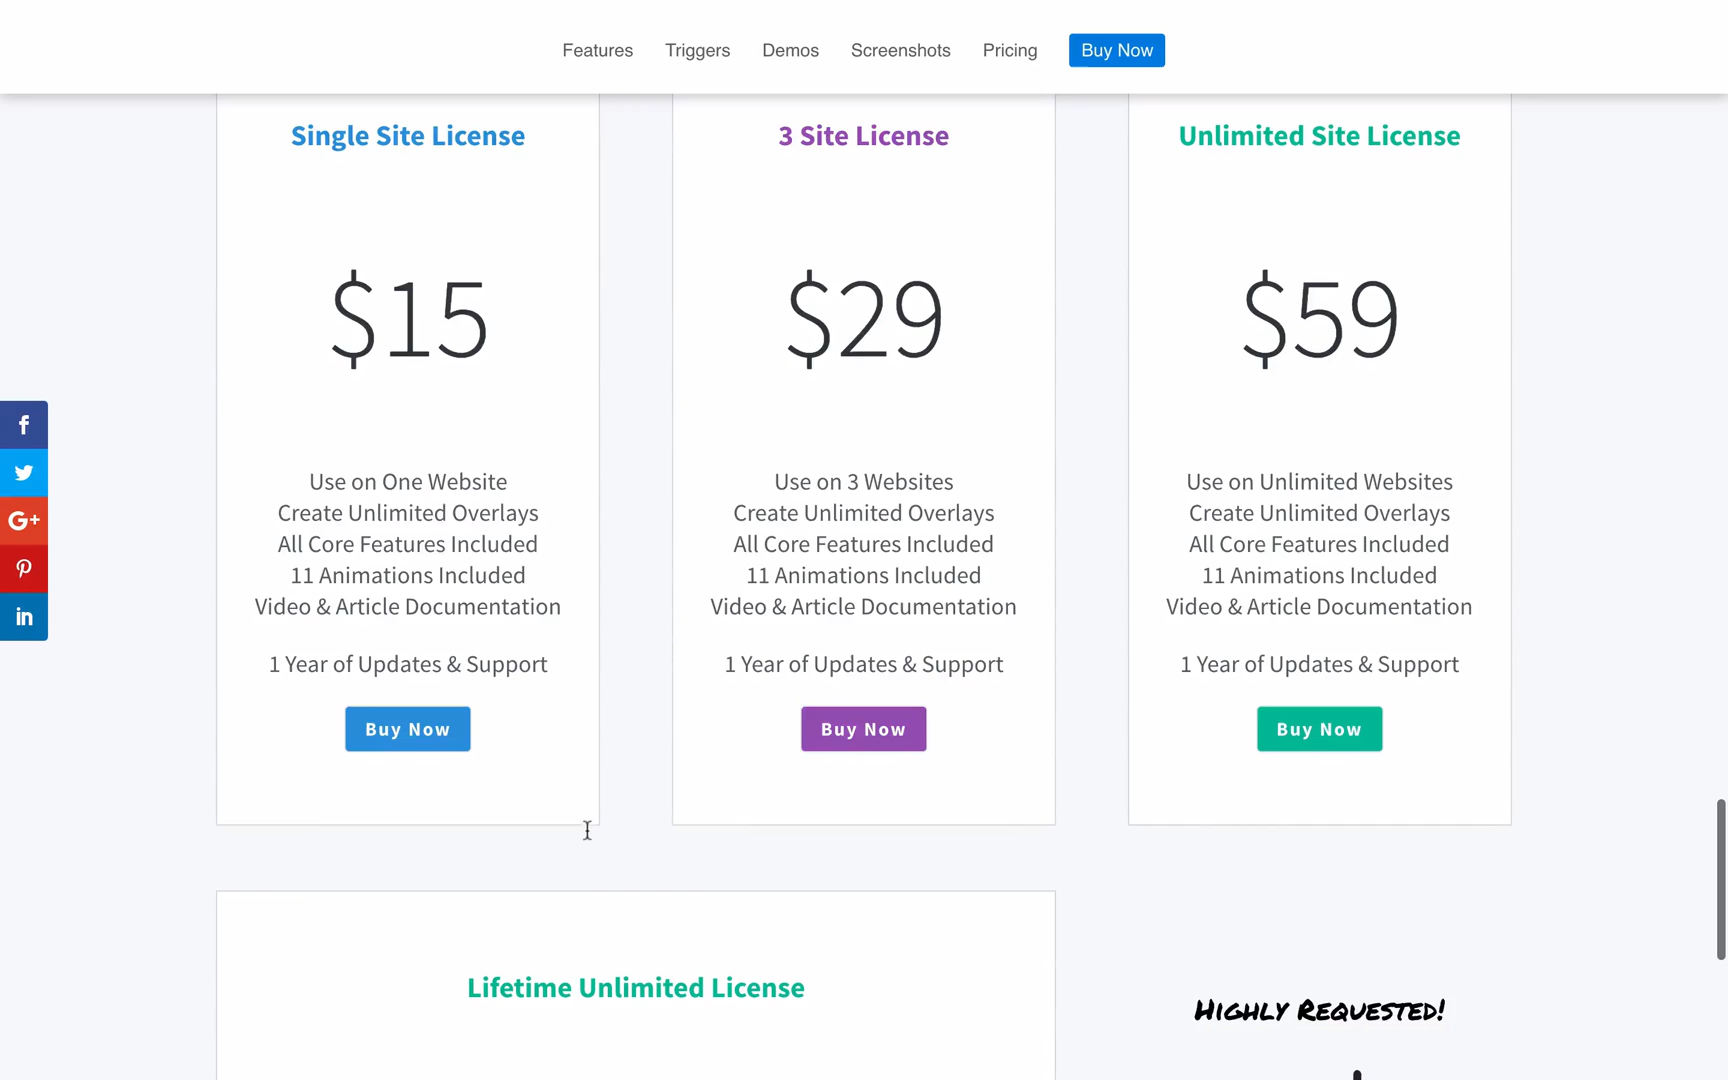 Features Triggers Demos Screenshots Pricing Buy Now
Single Site License
$15
Use on One Website
Create Unlimited Overlays
All Core Features Included
11 Animations Included
Video & Article Documentation
1 Year of Updates & Support
Buy Now
3 Site License
$29
Use on 3 Websites
Create Unlimited Overlays
All Core Features Included
11 Animations Included
Video & Article Documentation
1 Year of Updates & Support
Buy Now
Unlimited Site License
$59
Use on Unlimited Websites
Create Unlimited Overlays
All Core Features Included
11 Animations Included
Video & Article Documentation
1 Year of Updates & Support
Buy Now
f
G+
in
Lifetime Unlimited License
Highly Requested!